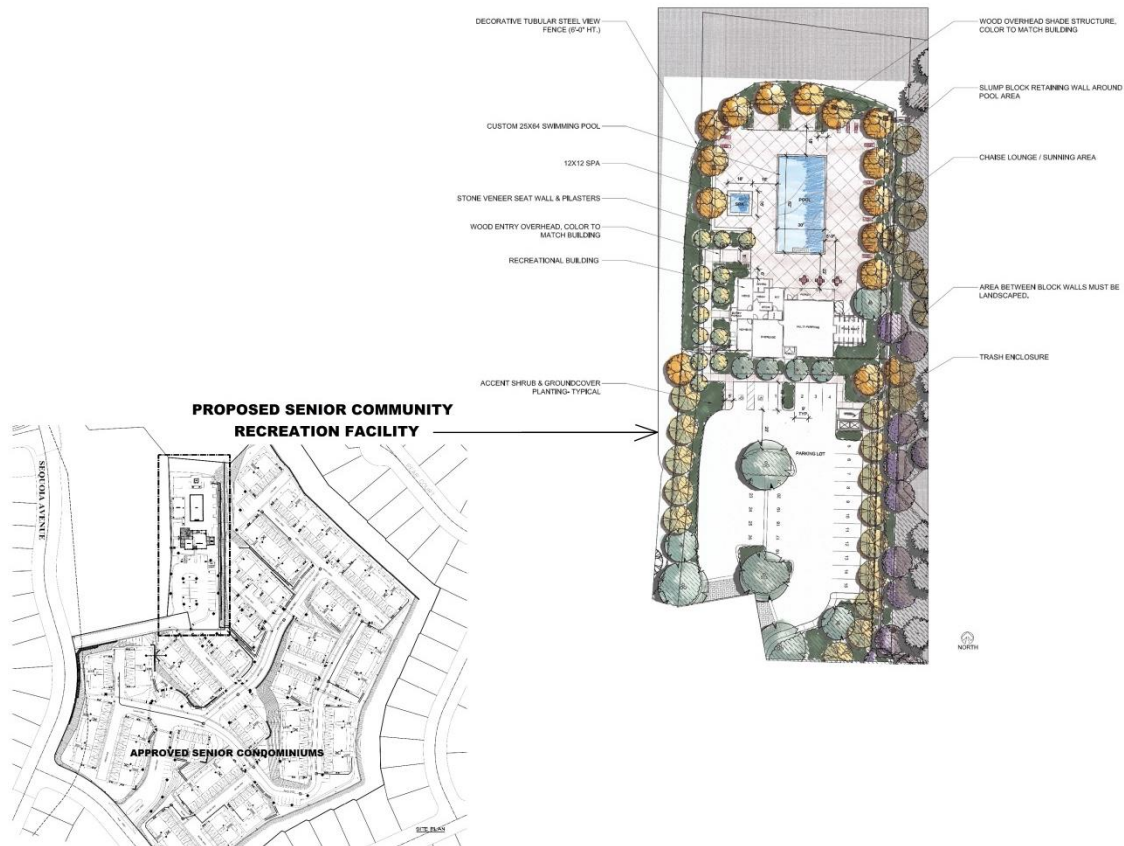 DECORATIVE TUBULAR STEEL VIEW
FENCE (6'-0" HT.)
CUSTOM 25X64 SWIMMING POOL
12X12 SPA
STONE VENEER SEAT WALL & PILASTERS
WOOD ENTRY OVERHEAD, COLOR TO
MATCH BUILDING
RECREATIONAL BUILDING
ACCENT SHRUB & GROUNDCOVER
PLANTING- TYPICAL
WOOD OVERHEAD SHADE STRUCTURE,
COLOR TO MATCH BUILDING
SLUMP BLOCK RETAINING WALL AROUND
POOL AREA
CHAISE LOUNGE / SUNNING AREA
AREA BETWEEN BLOCK WALLS MUST BE
LANDSCAPED.
TRASH ENCLOSURE
POOL
PARKING LOT
NORTH
PROPOSED SENIOR COMMUNITY
RECREATION FACILITY
SEQUOIA AVENUE
APPROVED SENIOR CONDOMINIUMS
SITE PLAN